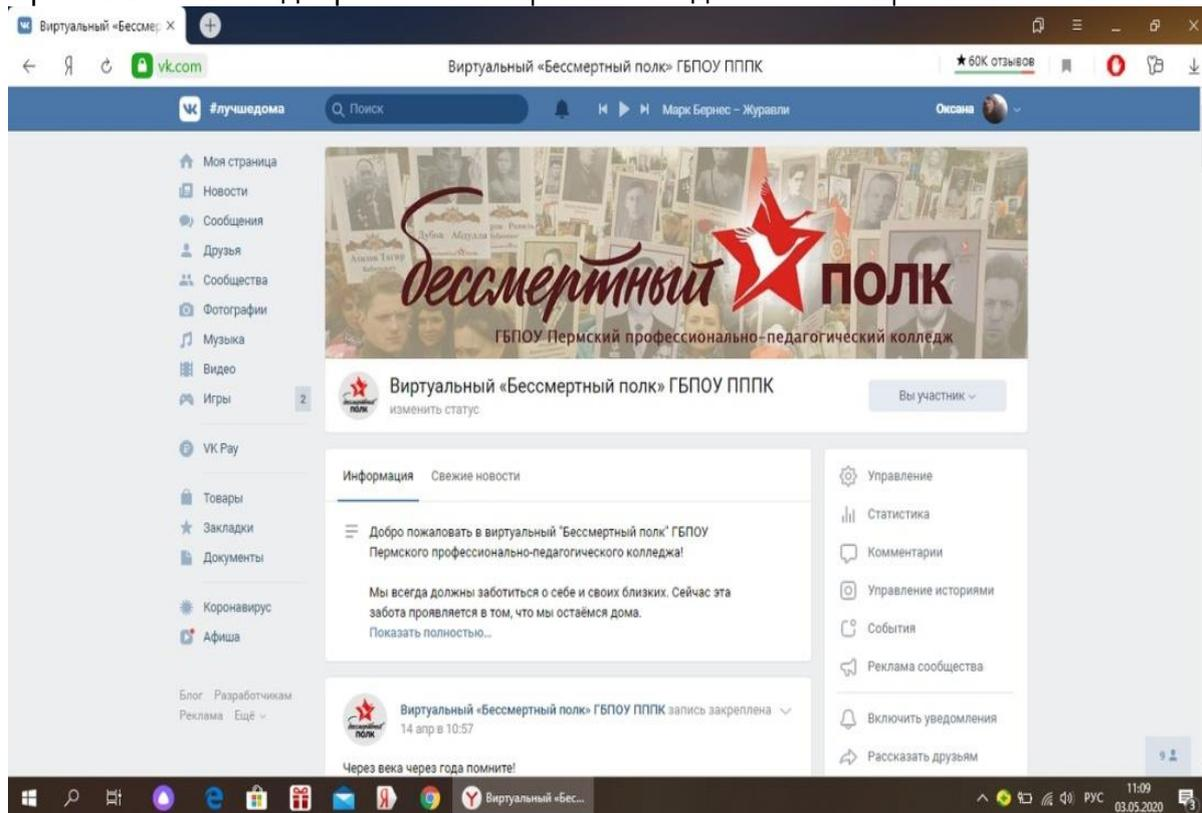 Виртуальный «Бессмер
vk.com
Виртуальный «Бессмертный полк» ГБПОУ ПППК
60K отзывов
#лучшедома
Поиск
Марк Бернес – Журавли
Оксана
Моя страница
Новости
Сообщения
Друзья
Сообщества
Фотографии
Музыка
Видео
Игры 2
VK Pay
Товары
Закладки
Документы
Коронавирус
Афиша
Блог Разработчикам
Реклама Ещё
бессмертный ПОЛК
ГБПОУ Пермский профессионально-педагогический колледж
Виртуальный «Бессмертный полк» ГБПОУ ПППК
изменить статус
Вы участник
Информация Свежие новости
Добро пожаловать в виртуальный "Бессмертный полк" ГБПОУ
Пермского профессионально-педагогического колледжа!
Мы всегда должны заботиться о себе и своих близких. Сейчас эта
забота проявляется в том, что мы остаёмся дома.
Показать полностью...
Виртуальный «Бессмертный полк» ГБПОУ ПППК запись закреплена
14 апр в 10:57
Через века через года помните!
Управление
Статистика
Комментарии
Управление историями
События
Реклама сообщества
Включить уведомления
Рассказать друзьям
9
Виртуальный «Бес...
РУС
11:09
03.05.2020
3